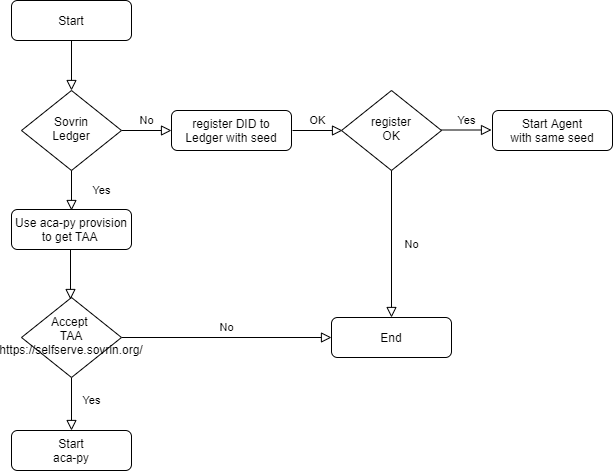 Start
Sovrin
Ledger
No
register DID to
Ledger with seed
OK
register
OK
Yes
Start Agent
with same seed
Yes
Use aca-py provision
to get TAA
No
Accept
TAA
https://selfserve.sovrin.org/
No
End
Yes
Start
aca-py